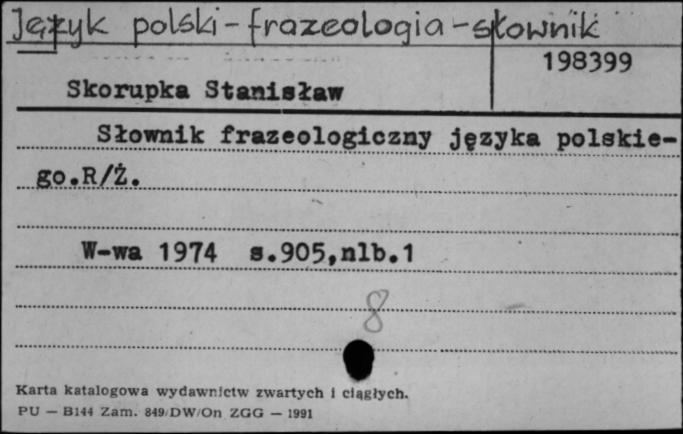 Język polski - frazeologia - słownik
198399
Skorupka Stanisław
Słownik frazeologiczny języka polskie-
go.R/Ż.
W-wa 1974 s.905,nlb.1
8
Karta katalogowa wydawnictw zwartych i ciągłych.
PU — B144 Zam. 849/DW/On ZGG — 1991